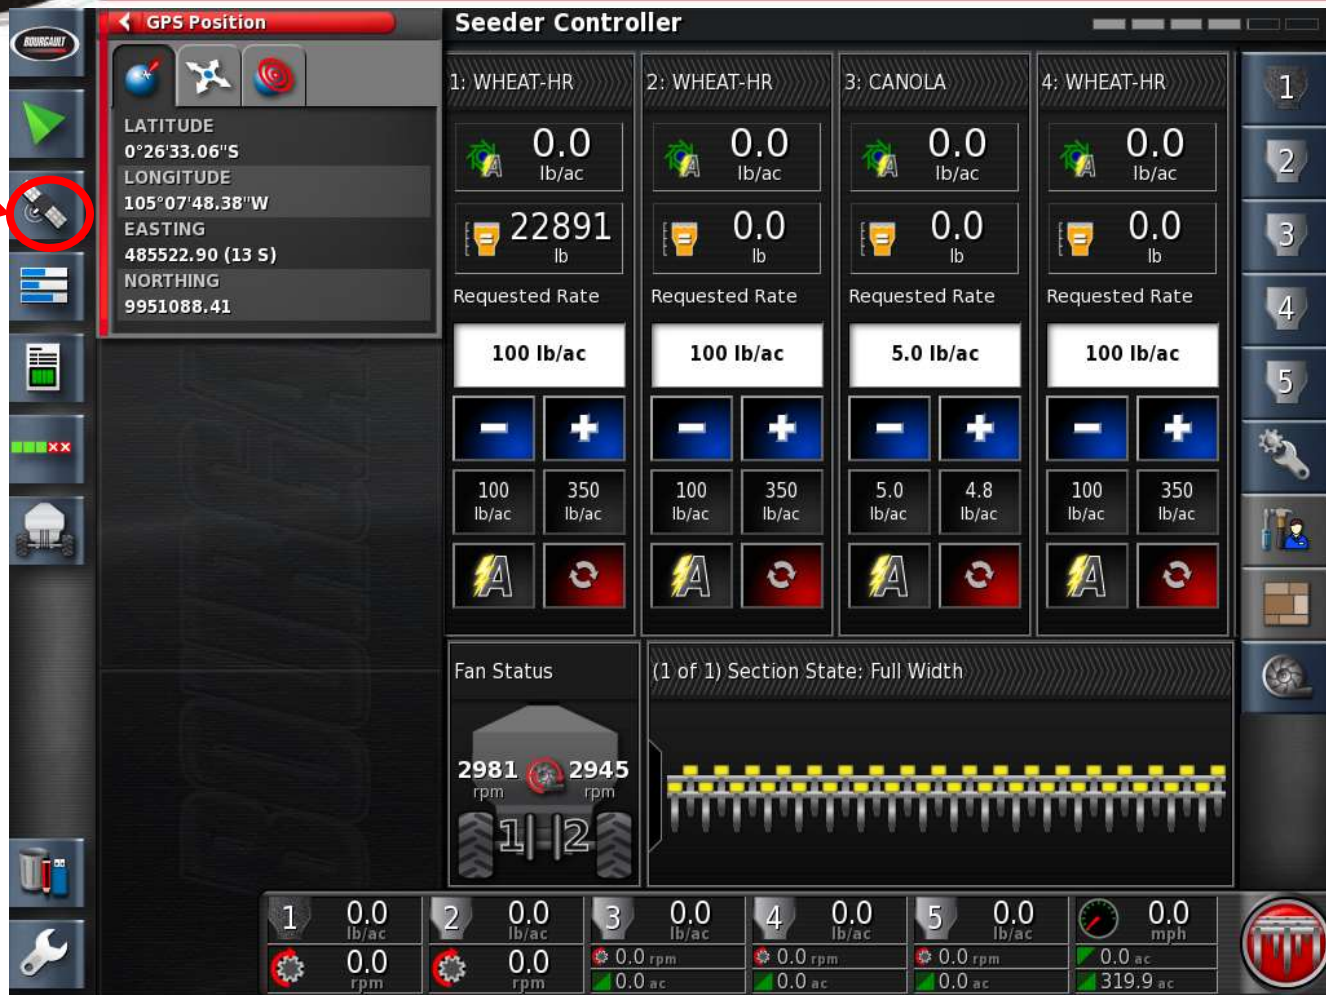 BOURGAULT
GPS Position
LATITUDE
0°26'33.06"S
LONGITUDE
105°07'48.38"W
EASTING
485522.90 (13 S)
NORTHING
9951088.41
Seeder Controller
1: WHEAT-HR
0.0
lb/ac
22891
lb
Requested Rate
100 lb/ac
100 350
lb/ac lb/ac
A
2: WHEAT-HR
0.0
lb/ac
0.0
lb
Requested Rate
100 lb/ac
100 350
lb/ac lb/ac
A
3: CANOLA
0.0
lb/ac
0.0
lb
Requested Rate
5.0 lb/ac
5.0 4.8
lb/ac lb/ac
A
4: WHEAT-HR
0.0
lb/ac
0.0
lb
Requested Rate
100 lb/ac
100 350
lb/ac lb/ac
A
1
2
3
4
5
Fan Status
2981 2945
rpm rpm
1 2
(1 of 1) Section State: Full Width
1 0.0
lb/ac
0.0
rpm
2 0.0
lb/ac
0.0
rpm
3 0.0
lb/ac
0.0 rpm
0.0 ac
4 0.0
lb/ac
0.0 rpm
0.0 ac
5 0.0
lb/ac
0.0 rpm
0.0 ac
0.0
mph
0.0 ac
319.9 ac